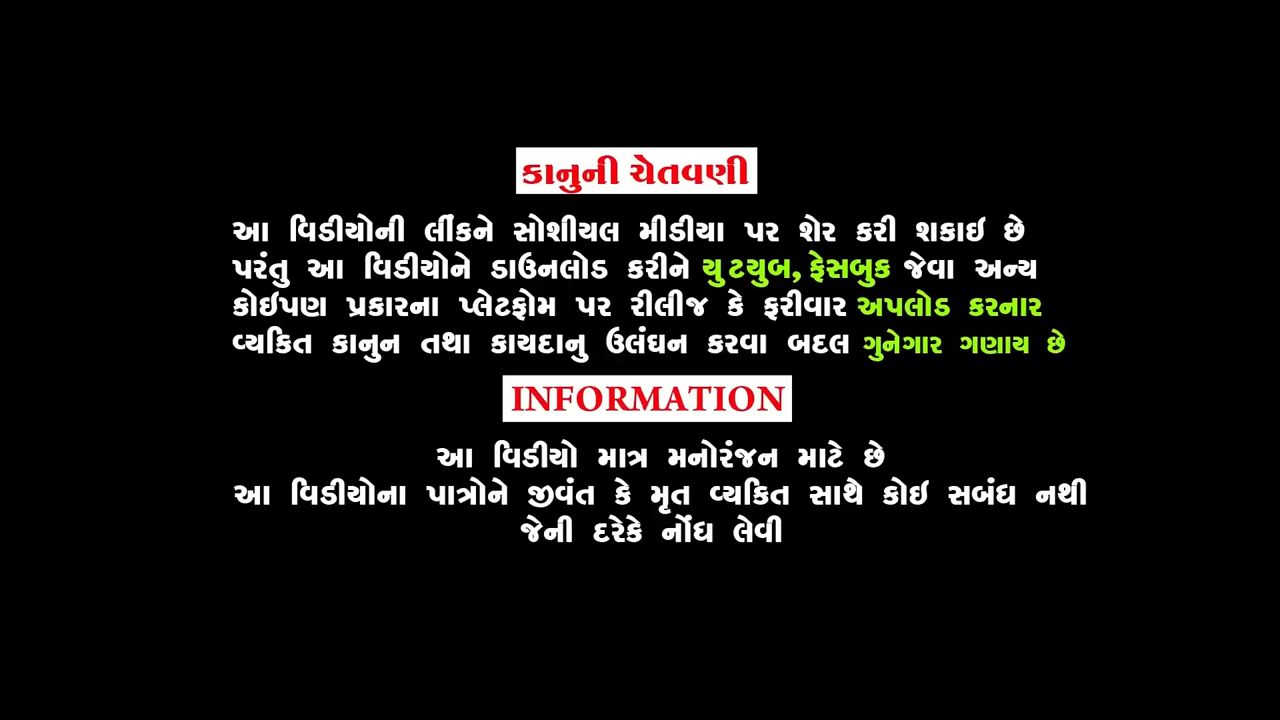 કાનુની ચેતવણી
આ વિડીયોની લીંકને સોશીયલ મીડીયા પર શેર કરી શકાઇ છે
પરંતુ આ વિડીયોને ડાઉનલોડ કરીને યુ ટયુબ, ફેસબુક જેવા અન્ય
કોઇપણ પ્રકારના પ્લેટફોમ પર રીલીજ કે ફરીવાર અપલોડ કરનાર
વ્યકિત કાનુન તથા કાયદાનુ ઉલંઘન કરવા બદલ ગુનેગાર ગણાય છે
INFORMATION
આ વિડીયો માત્ર મનોરંજન માટે છે
આ વિડીયોના પાત્રોને જીવંત કે મૃત વ્યકિત સાથે કોઇ સબંધ નથી
જેની દરેકે નોંધ લેવી